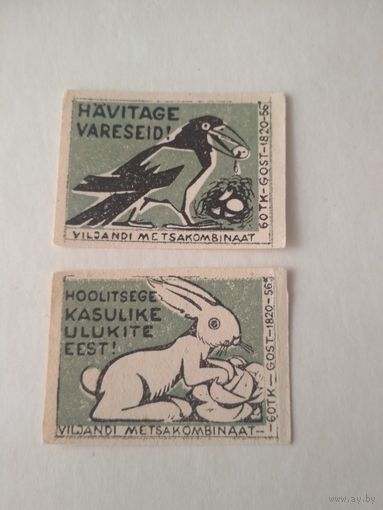 HÄVITAGE
VARESEID!
VILJANDI METSAKOMBINAAT
60TK-GOST-1820-56
HOOLITSEGE
KASULIKE
ULUKITE
EEST!
VILJANDI METSAKOMBINAAT-
60TK-GOST-1820-56
ay.by